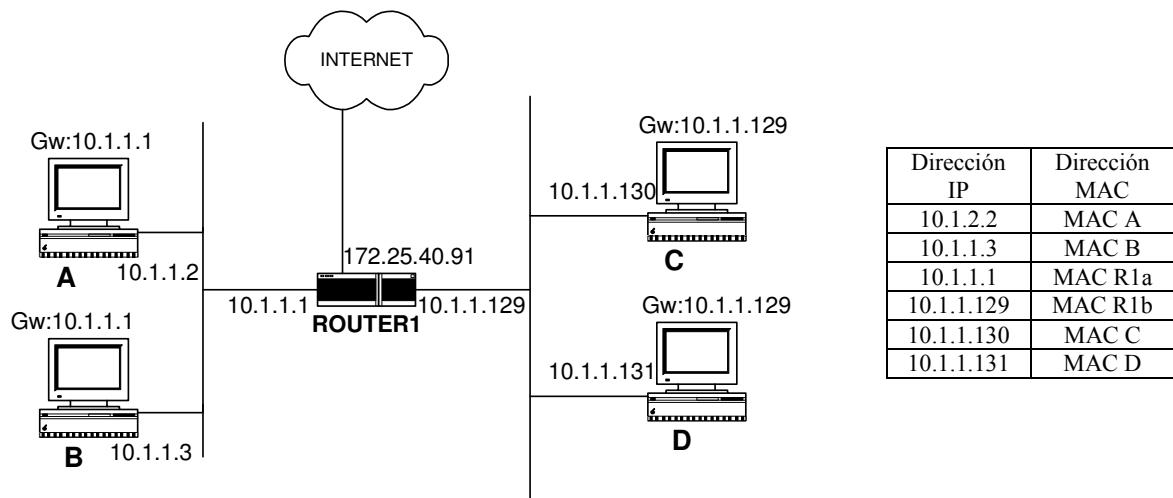 INTERNET
Gw:10.1.1.1
A
10.1.1.2
Gw:10.1.1.1
B
10.1.1.3
172.25.40.91
10.1.1.1
10.1.1.129
ROUTER1
Gw:10.1.1.129
10.1.1.130
C
Gw:10.1.1.129
10.1.1.131
D
Dirección IP Dirección MAC
10.1.2.2 MAC A
10.1.1.3 MAC B
10.1.1.1 MAC R1a
10.1.1.129 MAC R1b
10.1.1.130 MAC C
10.1.1.131 MAC D